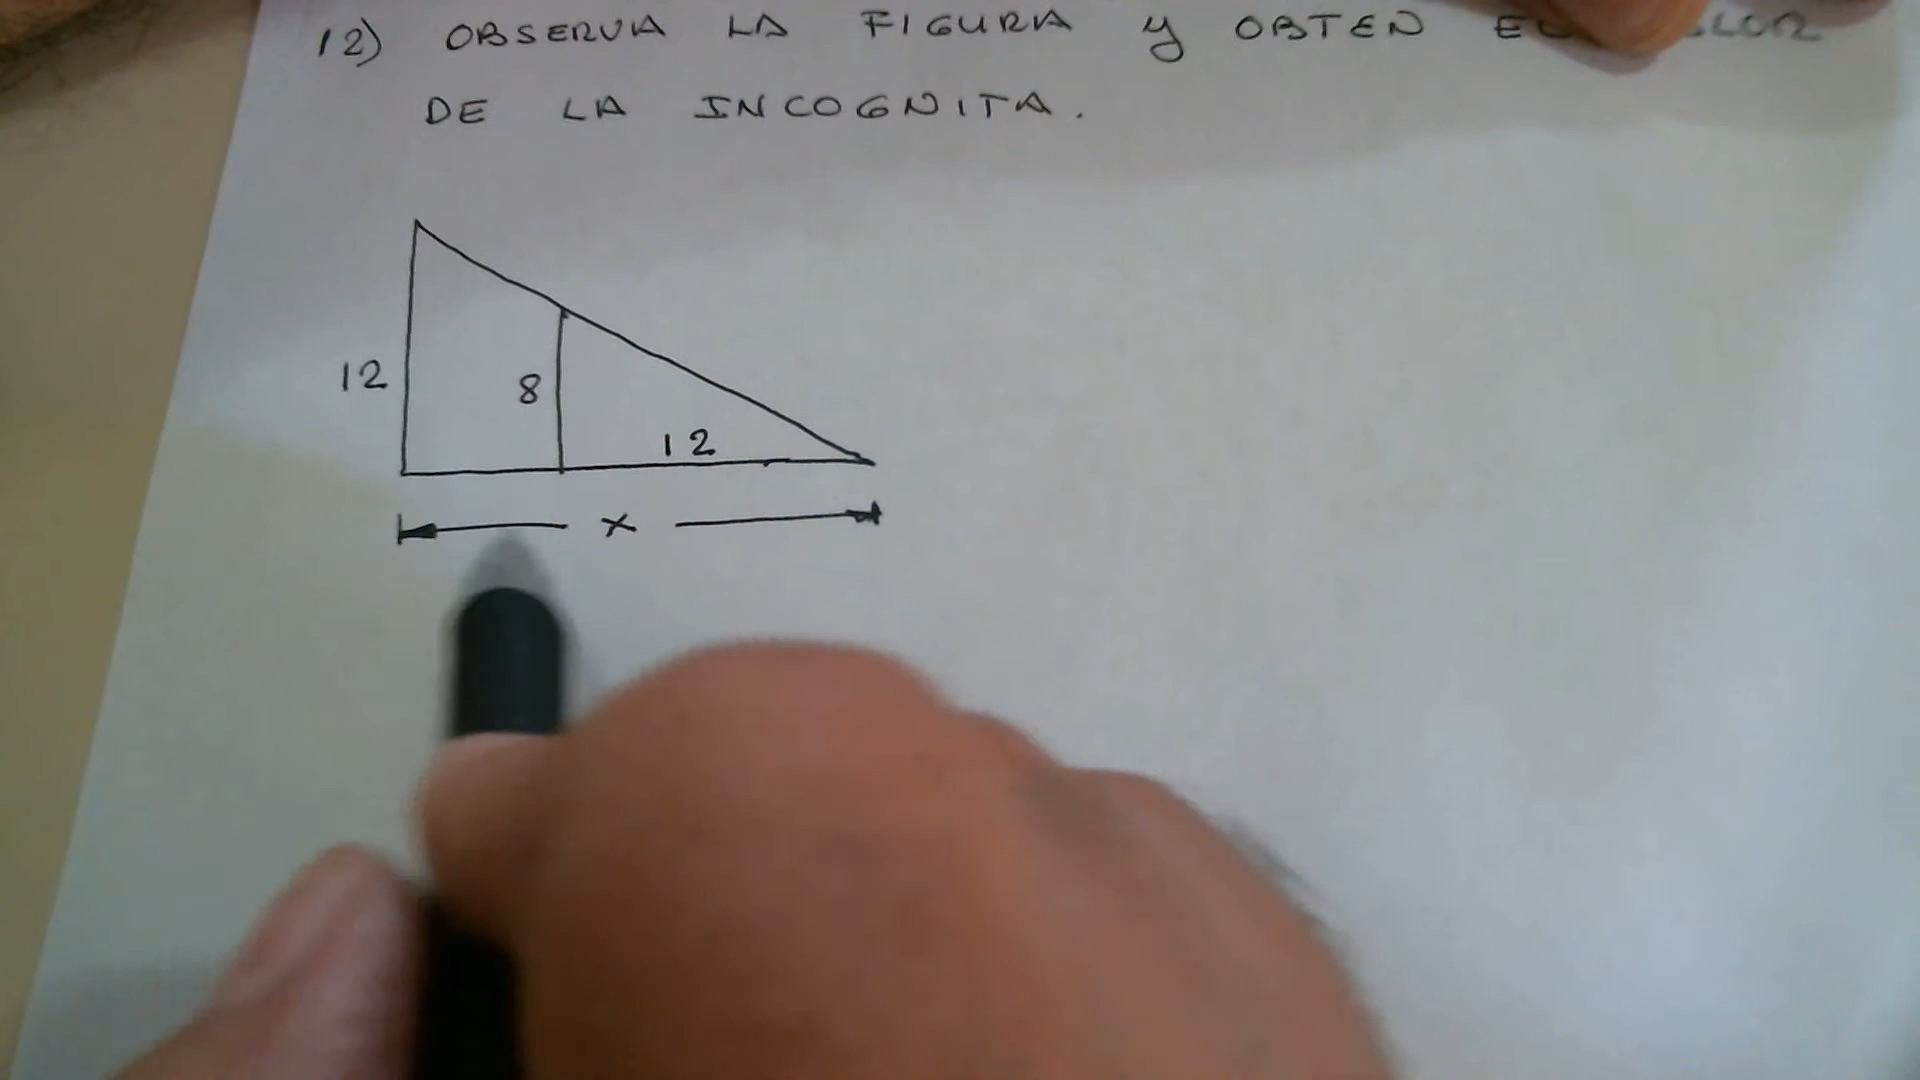 12) OBSERVA LA FIGURA y OBTEN
DE LA INCOGNITA.
12
8
12
x